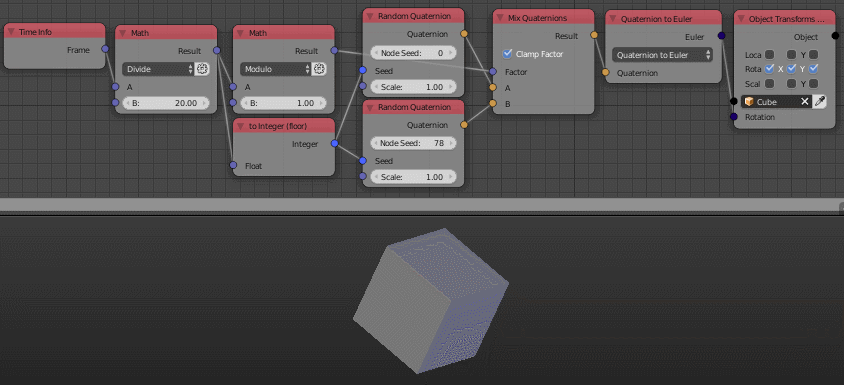 Time Info
Frame
Math
Result
Divide
A
B: 20.00
Math
Result
Modulo
A
B: 1.00
to Integer (floor)
Integer
Float
Random Quaternion
Quaternion
Node Seed: 0
Seed
Scale: 1.00
Random Quaternion
Quaternion
Node Seed: 78
Seed
Scale: 1.00
Mix Quaternions
Result
Clamp Factor
Factor
A
B
Quaternion to Euler
Euler
Quaternion to Euler
Quaternion
Object Transforms ...
Object
Loca Y
Rota X Y
Scal Y
Cube
Rotation